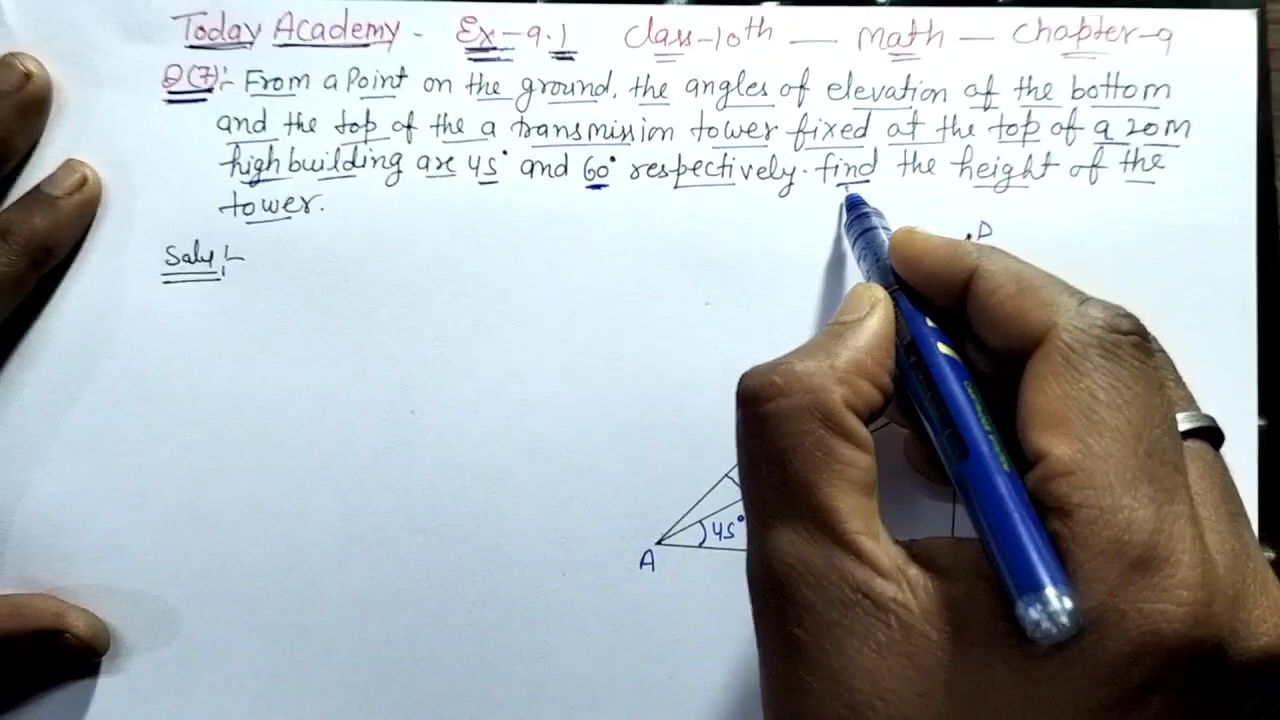 Today Academy - Ex-9.1 Class-10th — Math — Chapter-9
Q(7):- From a Point on the ground, the angles of elevation of the bottom
and the top of the a transmission tower fixed at the top of a 20m
high building are 45° and 60° respectively. find the height of the
tower.
D
Salu:-
45°
A